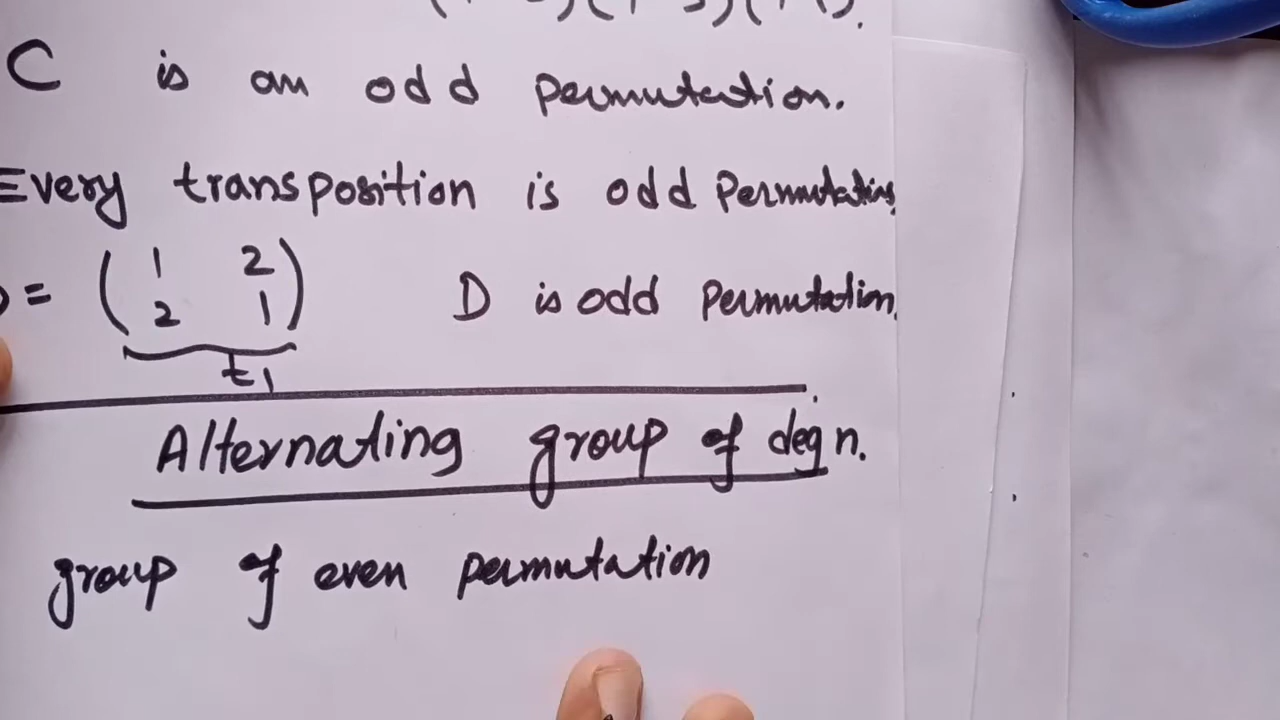 C is an odd permutation.
Every transposition is odd Permutation
= ( 1 2 ) D is odd permutation.
2 1
t1
Alternating group of deg n.
group of even permutation